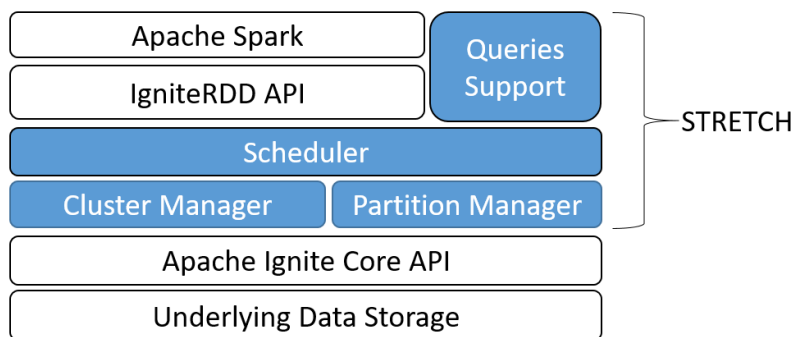 Apache Spark
Queries
Support
IgniteRDD API
STRETCH
Scheduler
Cluster Manager
Partition Manager
Apache Ignite Core API
Underlying Data Storage